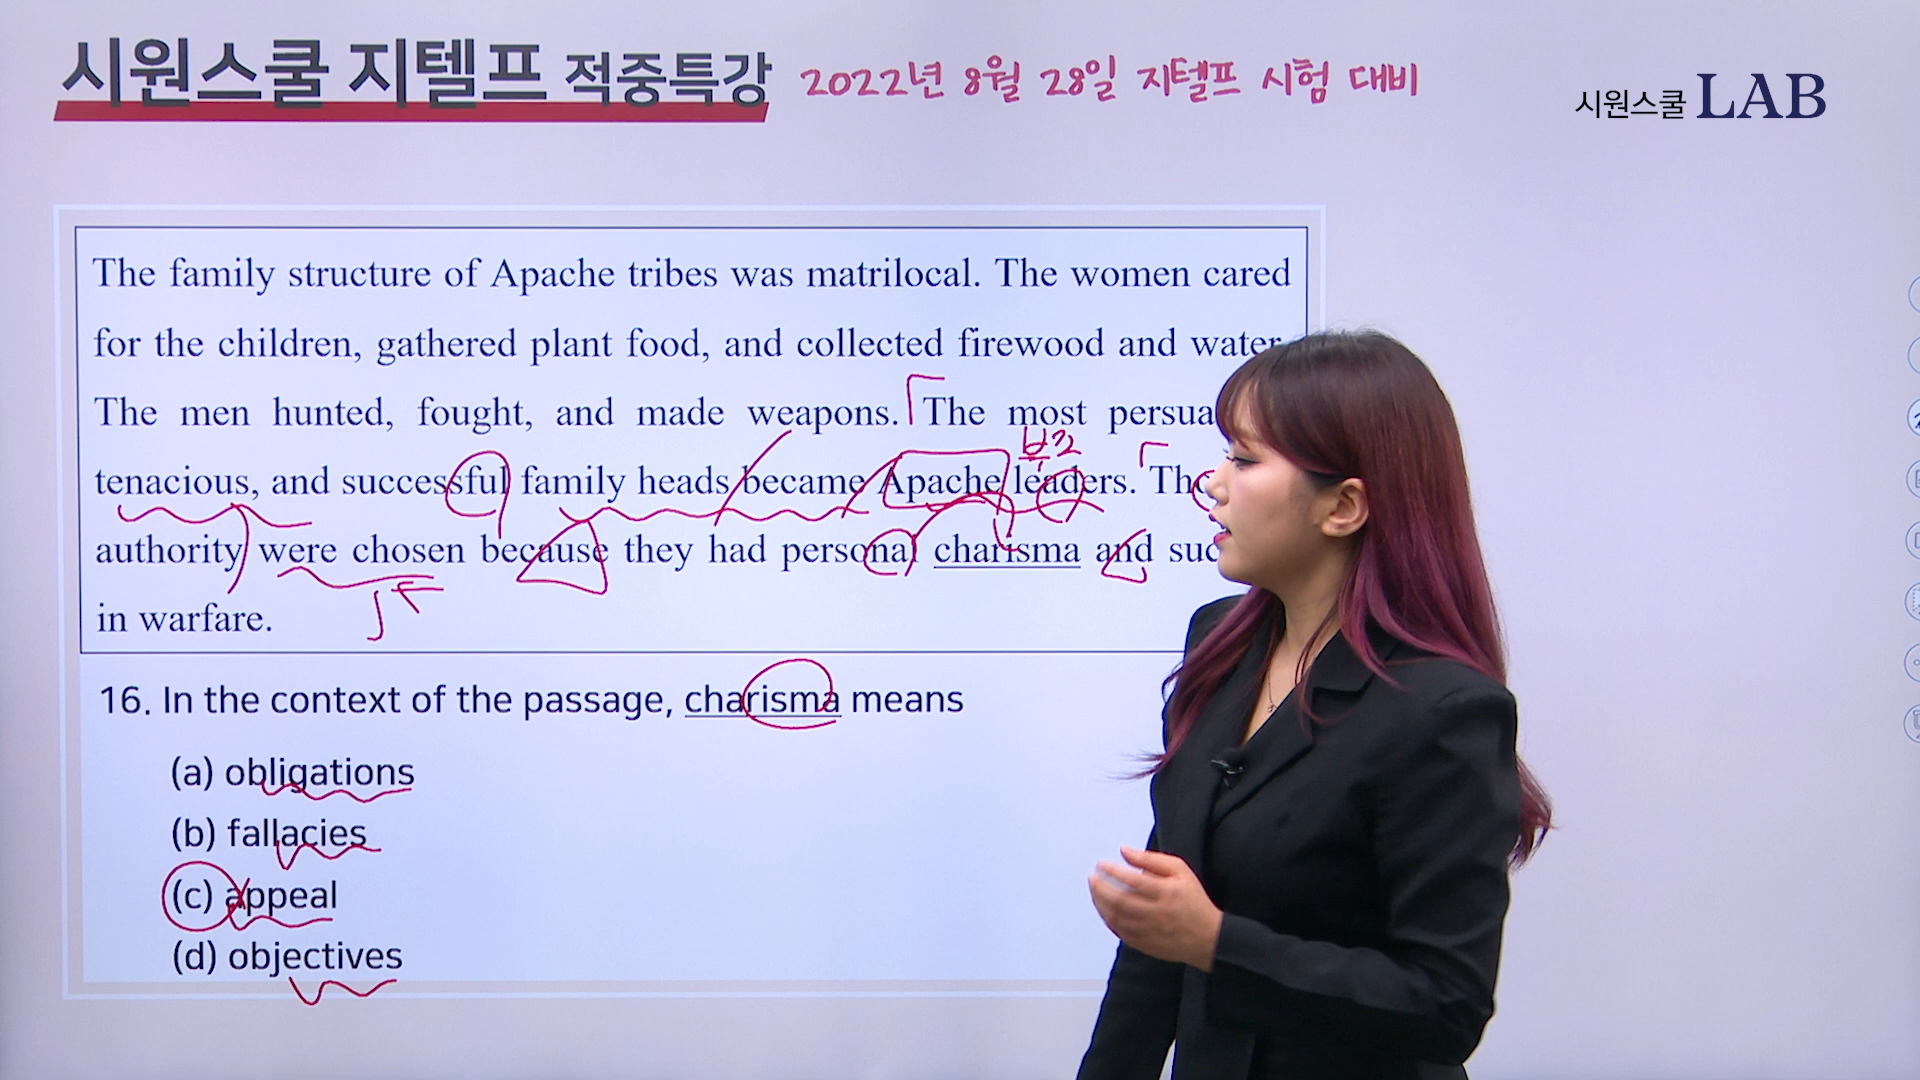 시원스쿨 지텔프 적중특강 2022년 8월 28일 지텔프 시험 대비
시원스쿨 LAB
The family structure of Apache tribes was matrilocal. The women cared
for the children, gathered plant food, and collected firewood and water.
The men hunted, fought, and made weapons. The most
부족
tenacious, and successful family heads became Apache leaders.
authority were chosen because they had personal charisma and
in warfare.
16. In the context of the passage, charisma means
(a) obligations
(b) fallacies
(c) appeal
(d) objectives